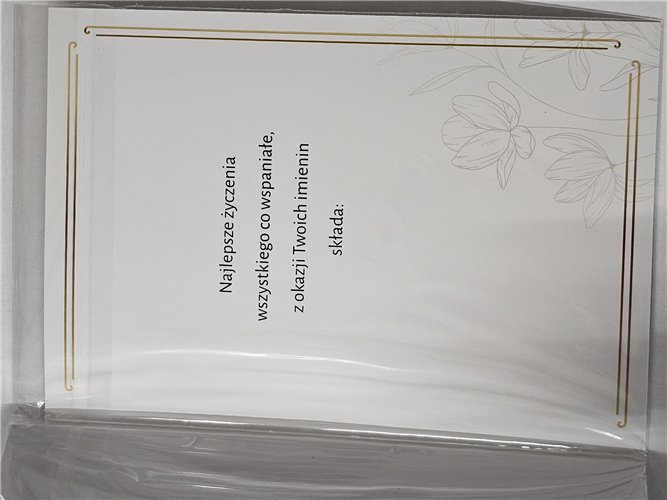 Najlepsze życzenia
wszystkiego co wspaniałe,
z okazji Twoich imienin
składa: